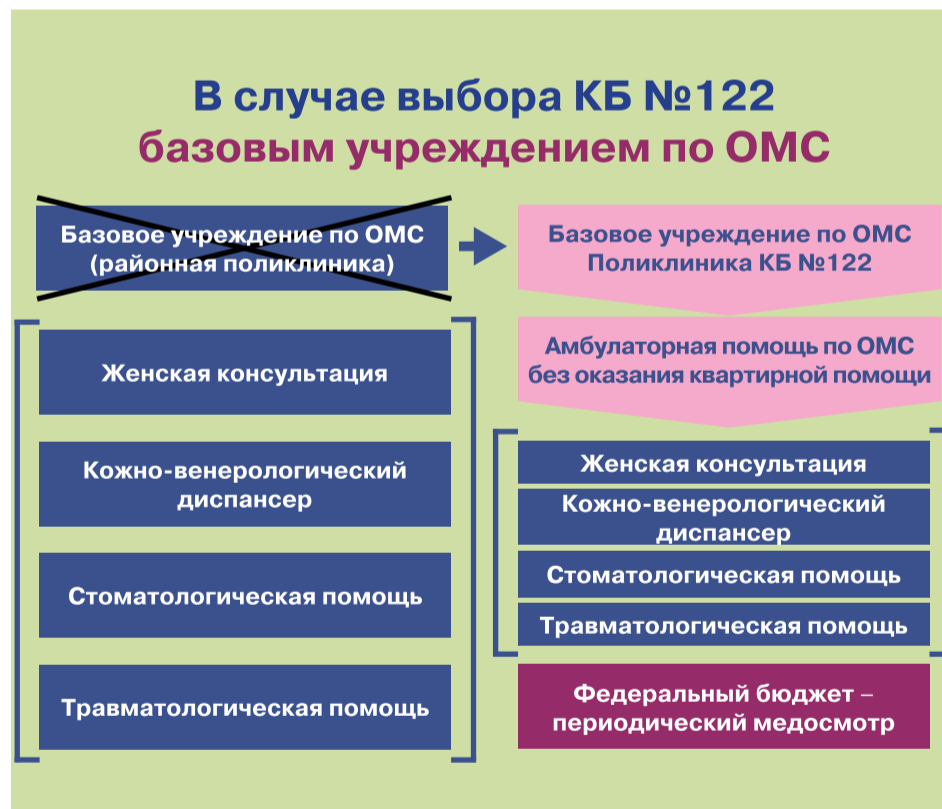 В случае выбора КБ №122
базовым учреждением по ОМС
Базовое учреждение по ОМС
(районная поликлиника)
Женская консультация
Кожно-венерологический
диспансер
Стоматологическая помощь
Травматологическая помощь
Базовое учреждение по ОМС
Поликлиника КБ №122
Амбулаторная помощь по ОМС
без оказания квартирной помощи
Женская консультация
Кожно-венерологический
диспансер
Стоматологическая помощь
Травматологическая помощь
Федеральный бюджет –
периодический медосмотр